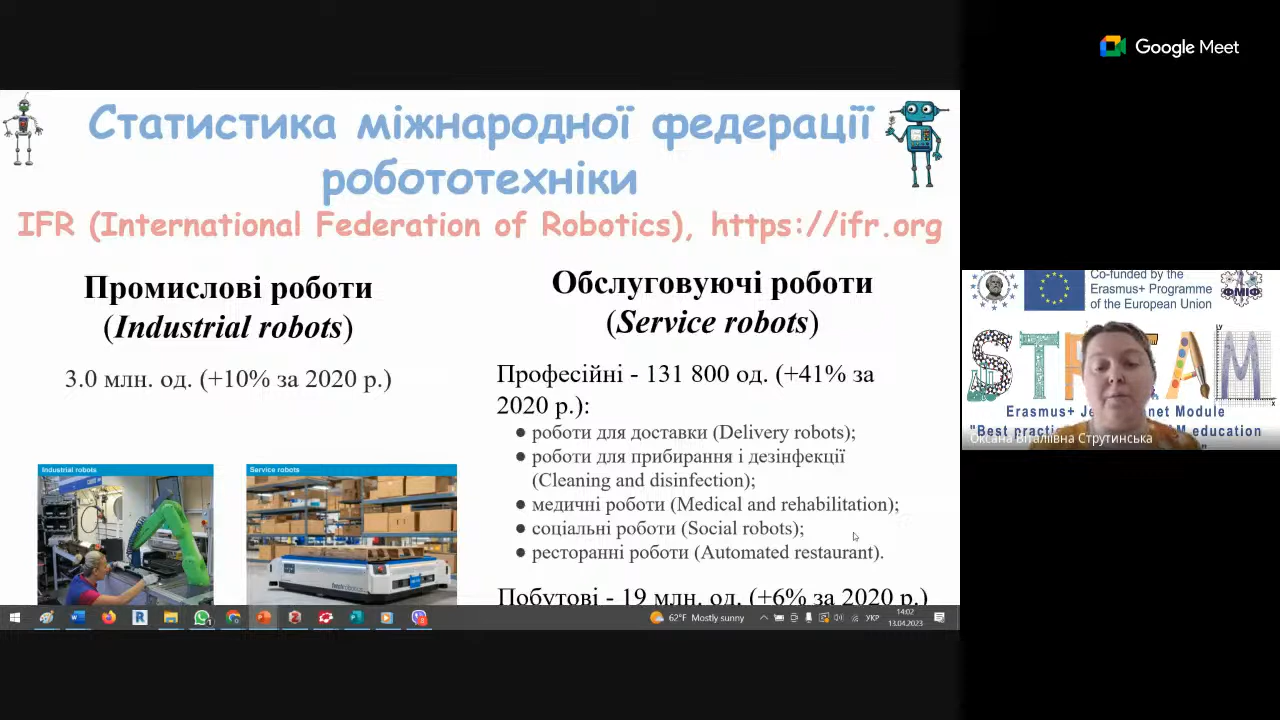 Google Meet
Статистика міжнародної федерації
робототехніки
IFR (International Federation of Robotics), https://ifr.org
Промислові роботи
(Industrial robots)
3.0 млн. од. (+10% за 2020 р.)
Industrial robots
Service robots
Обслуговуючі роботи
(Service robots)
Професійні - 131 800 од. (+41% за
2020 р.):
● роботи для доставки (Delivery robots);
● роботи для прибирання і дезінфекції
(Cleaning and disinfection);
● медичні роботи (Medical and rehabilitation);
● соціальні роботи (Social robots);
● ресторанні роботи (Automated restaurant).
Побутові - 19 млн. од. (+6% за 2020 р.)
62°F Mostly sunny
УКР
14:02
13.04.2023
Co-funded by the
Erasmus+ Programme
of the European Union
ФМІФ
STREAM
Erasmus+ Je
net Module
"Best practi
M education
Оксана Віталіївна Струтинська